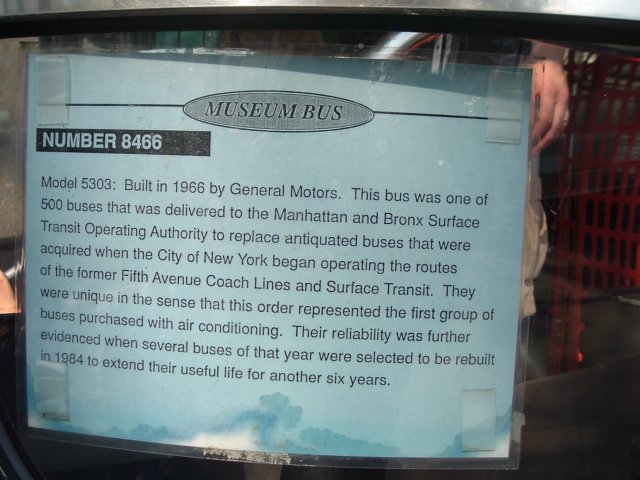 MUSEUM BUS
NUMBER 8466
Model 5303: Built in 1966 by General Motors. This bus was one of
500 buses that was delivered to the Manhattan and Bronx Surface
Transit Operating Authority to replace antiquated buses that were
acquired when the City of New York began operating the routes
of the former Fifth Avenue Coach Lines and Surface Transit. They
were unique in the sense that this order represented the first group of
buses purchased with air conditioning. Their reliability was further
evidenced when several buses of that year were selected to be rebuilt
in 1984 to extend their useful life for another six years.